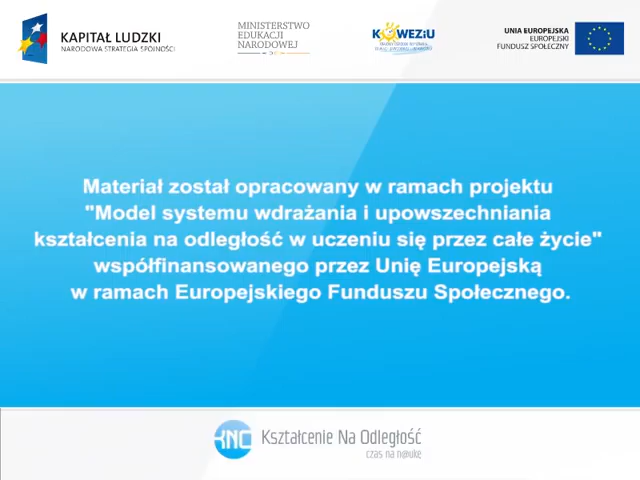 KAPITAŁ LUDZKI
NARODOWA STRATEGIA SPÓJNOŚCI
MINISTERSTWO
EDUKACJI
NARODOWEJ
KOWEZiU
UNIA EUROPEJSKA
EUROPEJSKI
FUNDUSZ SPOŁECZNY
Materiał został opracowany w ramach projektu
"Model systemu wdrażania i upowszechniania
kształcenia na odległość w uczeniu się przez całe życie"
współfinansowanego przez Unię Europejską
w ramach Europejskiego Funduszu Społecznego.
KNO Kształcenie Na Odległość
czas na n@ukę